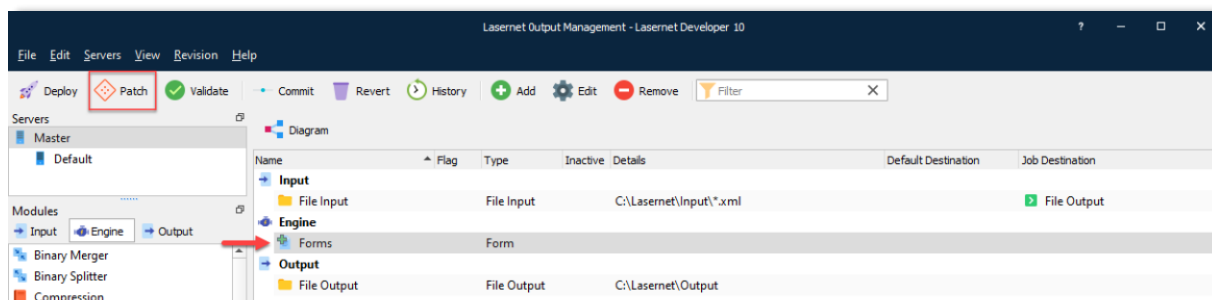 Lasernet Output Management - Lasernet Developer 10
File Edit Servers View Revision Help
Deploy Patch Validate Commit Revert History Add Edit Remove Filter
Servers
Master
Default
Modules
Input Engine Output
Binary Merger
Binary Splitter
Compression
Diagram
Name Flag Type Inactive Details Default Destination Job Destination
Input
File Input File Input C:\Lasernet\Input\*.xml File Output
Engine
Forms Form
Output
File Output File Output C:\Lasernet\Output